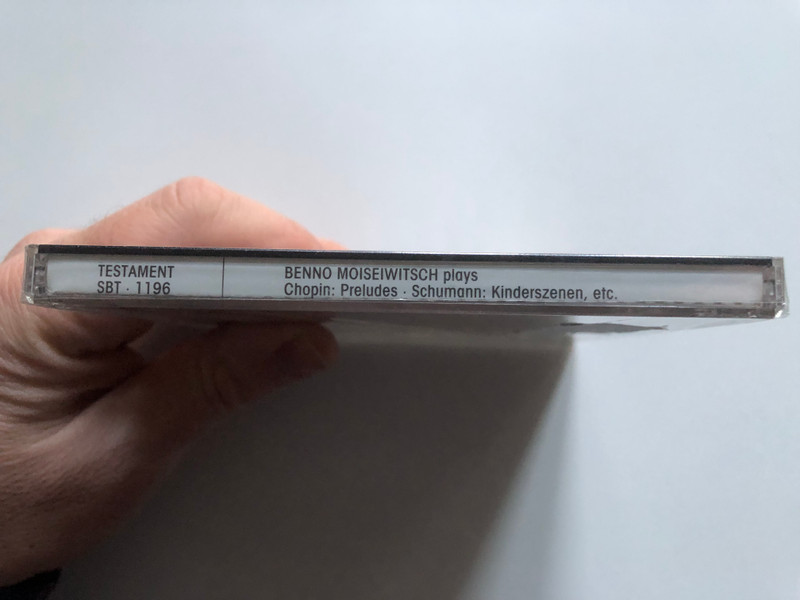 TESTAMENT
SBT · 1196
BENNO MOISEIWITSCH plays
Chopin: Preludes · Schumann: Kinderszenen, etc.